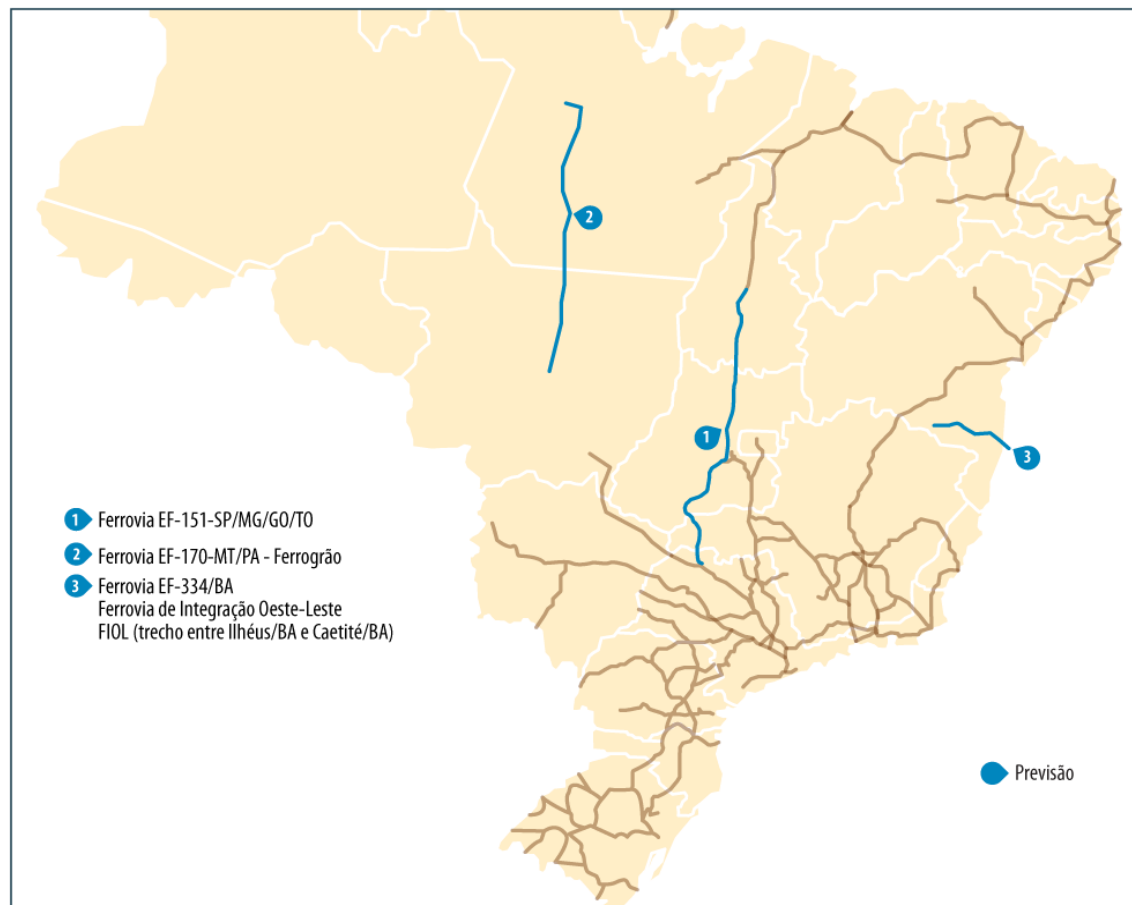 2
1
3
1 Ferrovia EF-151-SP/MG/GO/TO
2 Ferrovia EF-170-MT/PA - Ferrogrão
3 Ferrovia EF-334/BA
Ferrovia de Integração Oeste-Leste
FIOL (trecho entre Ilhéus/BA e Caetité/BA)
Previsão